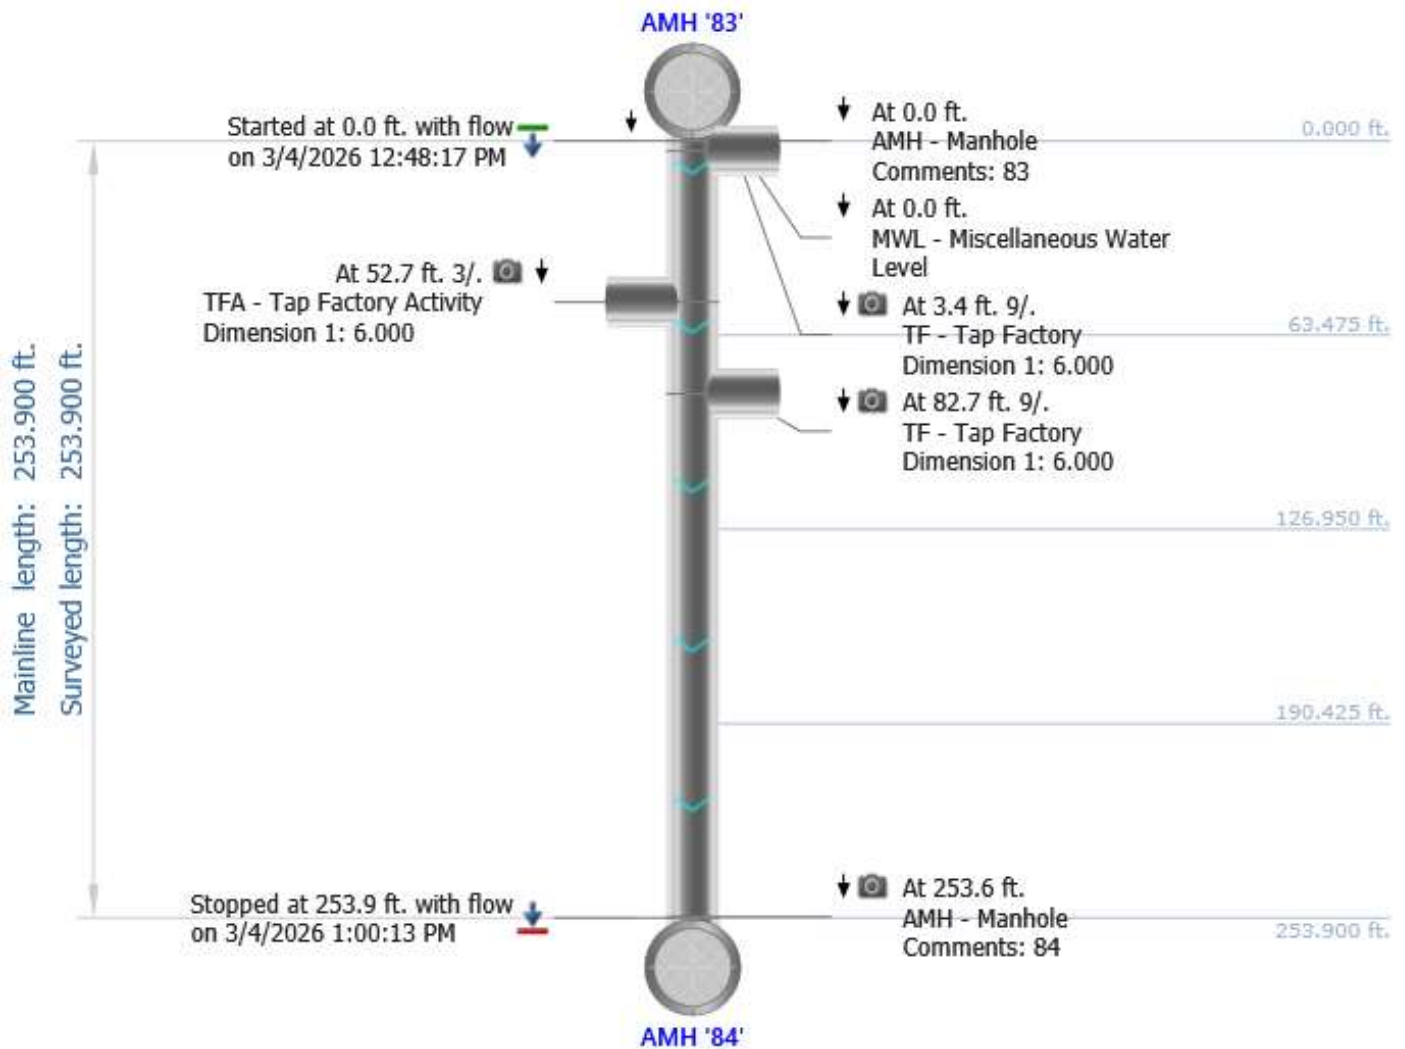 AMH '83'
Started at 0.0 ft. with flow
on 3/4/2026 12:48:17 PM
At 0.0 ft.
AMH - Manhole
Comments: 83
0.000 ft.
At 0.0 ft.
MWL - Miscellaneous Water
Level
At 52.7 ft. 3/.
TFA - Tap Factory Activity
Dimension 1: 6.000
At 3.4 ft. 9/.
TF - Tap Factory
Dimension 1: 6.000
63.475 ft.
At 82.7 ft. 9/.
TF - Tap Factory
Dimension 1: 6.000
Mainline length: 253.900 ft.
Surveyed length: 253.900 ft.
126.950 ft.
190.425 ft.
Stopped at 253.9 ft. with flow
on 3/4/2026 1:00:13 PM
At 253.6 ft.
AMH - Manhole
Comments: 84
253.900 ft.
AMH '84'